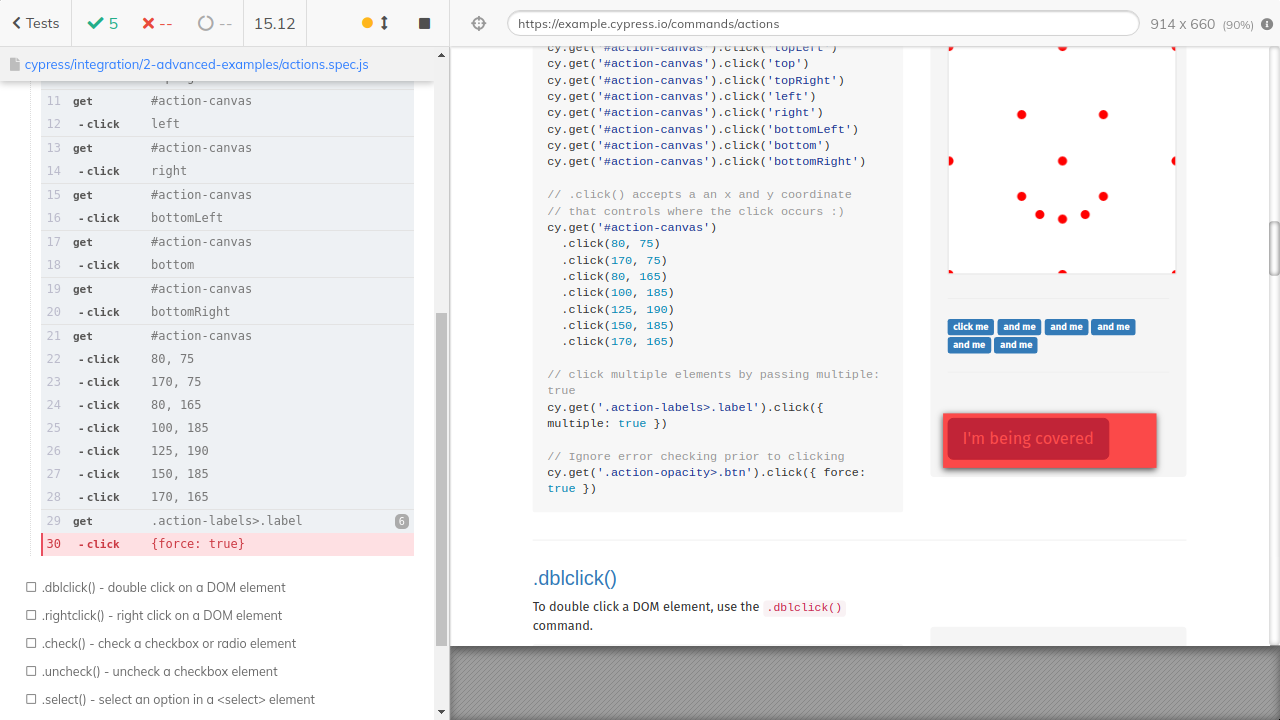 Tests
5
--
--
15.12
https://example.cypress.io/commands/actions
914 x 660 (90%)
cypress/integration/2-advanced-examples/actions.spec.js
11 get #action-canvas
12 - click left
13 get #action-canvas
14 - click right
15 get #action-canvas
16 - click bottomLeft
17 get #action-canvas
18 - click bottom
19 get #action-canvas
20 - click bottomRight
21 get #action-canvas
22 - click 80, 75
23 - click 170, 75
24 - click 80, 165
25 - click 100, 185
26 - click 125, 190
27 - click 150, 185
28 - click 170, 165
29 get .action-labels>.label 6
30 - click {force: true}
.dblclick() - double click on a DOM element
.rightclick() - right click on a DOM element
.check() - check a checkbox or radio element
.uncheck() - uncheck a checkbox element
.select() - select an option in a <select> element
cy.get('#action-canvas').click('topLeft')
cy.get('#action-canvas').click('top')
cy.get('#action-canvas').click('topRight')
cy.get('#action-canvas').click('left')
cy.get('#action-canvas').click('right')
cy.get('#action-canvas').click('bottomLeft')
cy.get('#action-canvas').click('bottom')
cy.get('#action-canvas').click('bottomRight')
// .click() accepts a an x and y coordinate
// that controls where the click occurs :)
cy.get('#action-canvas')
.click(80, 75)
.click(170, 75)
.click(80, 165)
.click(100, 185)
.click(125, 190)
.click(150, 185)
.click(170, 165)
// click multiple elements by passing multiple:
true
cy.get('.action-labels>.label').click({
multiple: true })
// Ignore error checking prior to clicking
cy.get('.action-opacity>.btn').click({ force:
true })
click me and me and me and me
and me and me
I'm being covered
.dblclick()
To double click a DOM element, use the .dblclick()
command.